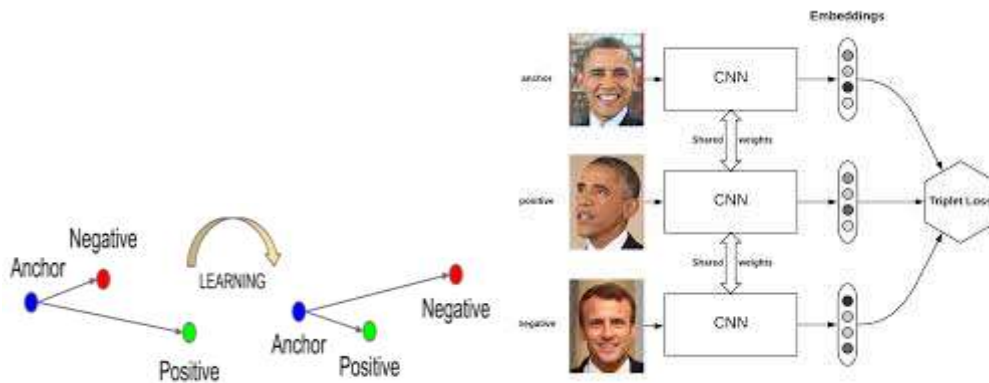 Negative
Anchor
LEARNING
Positive
Negative
Anchor
Positive
Embeddings
anchor
CNN
Shared weights
positive
CNN
Triplet Loss
Shared weights
negative
CNN